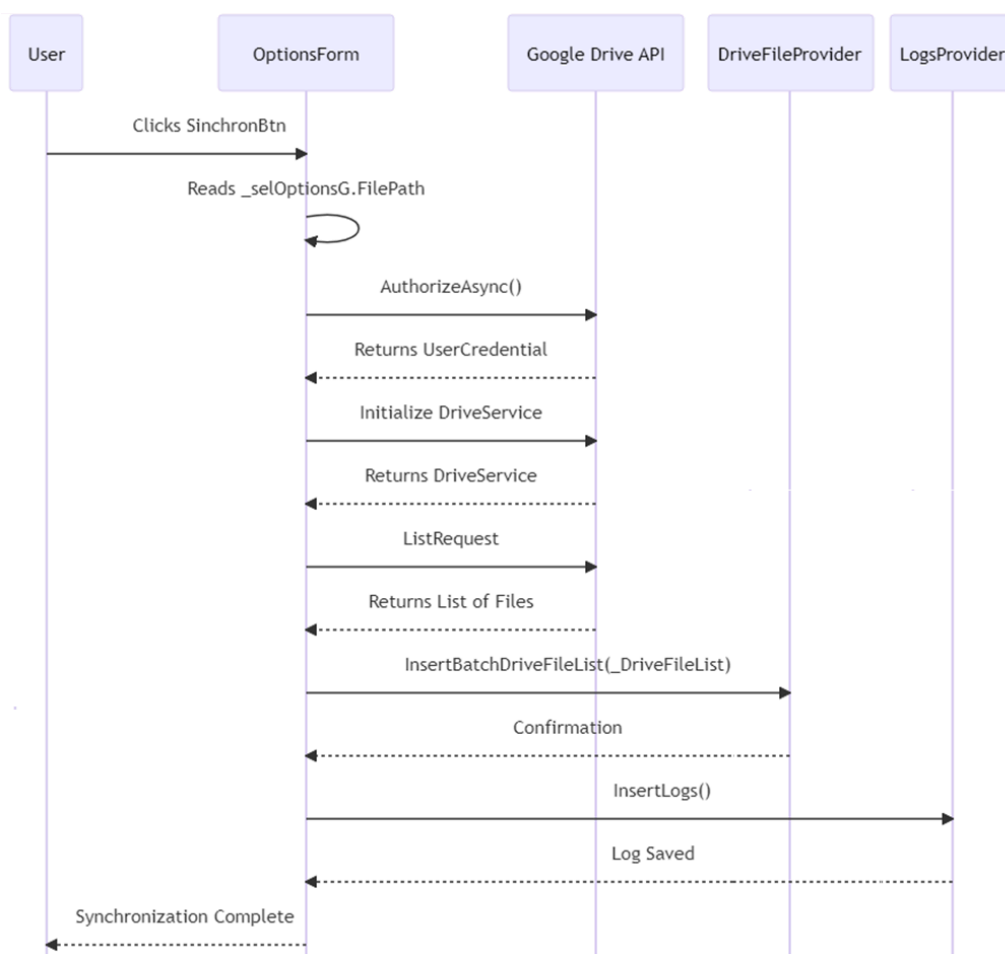 User
OptionsForm
Google Drive API
DriveFileProvider
LogsProvider
Clicks SinchronBtn
Reads _selOptionsG.FilePath
AuthorizeAsync()
Returns UserCredential
Initialize DriveService
Returns DriveService
ListRequest
Returns List of Files
InsertBatchDriveFileList(_DriveFileList)
Confirmation
InsertLogs()
Log Saved
Synchronization Complete